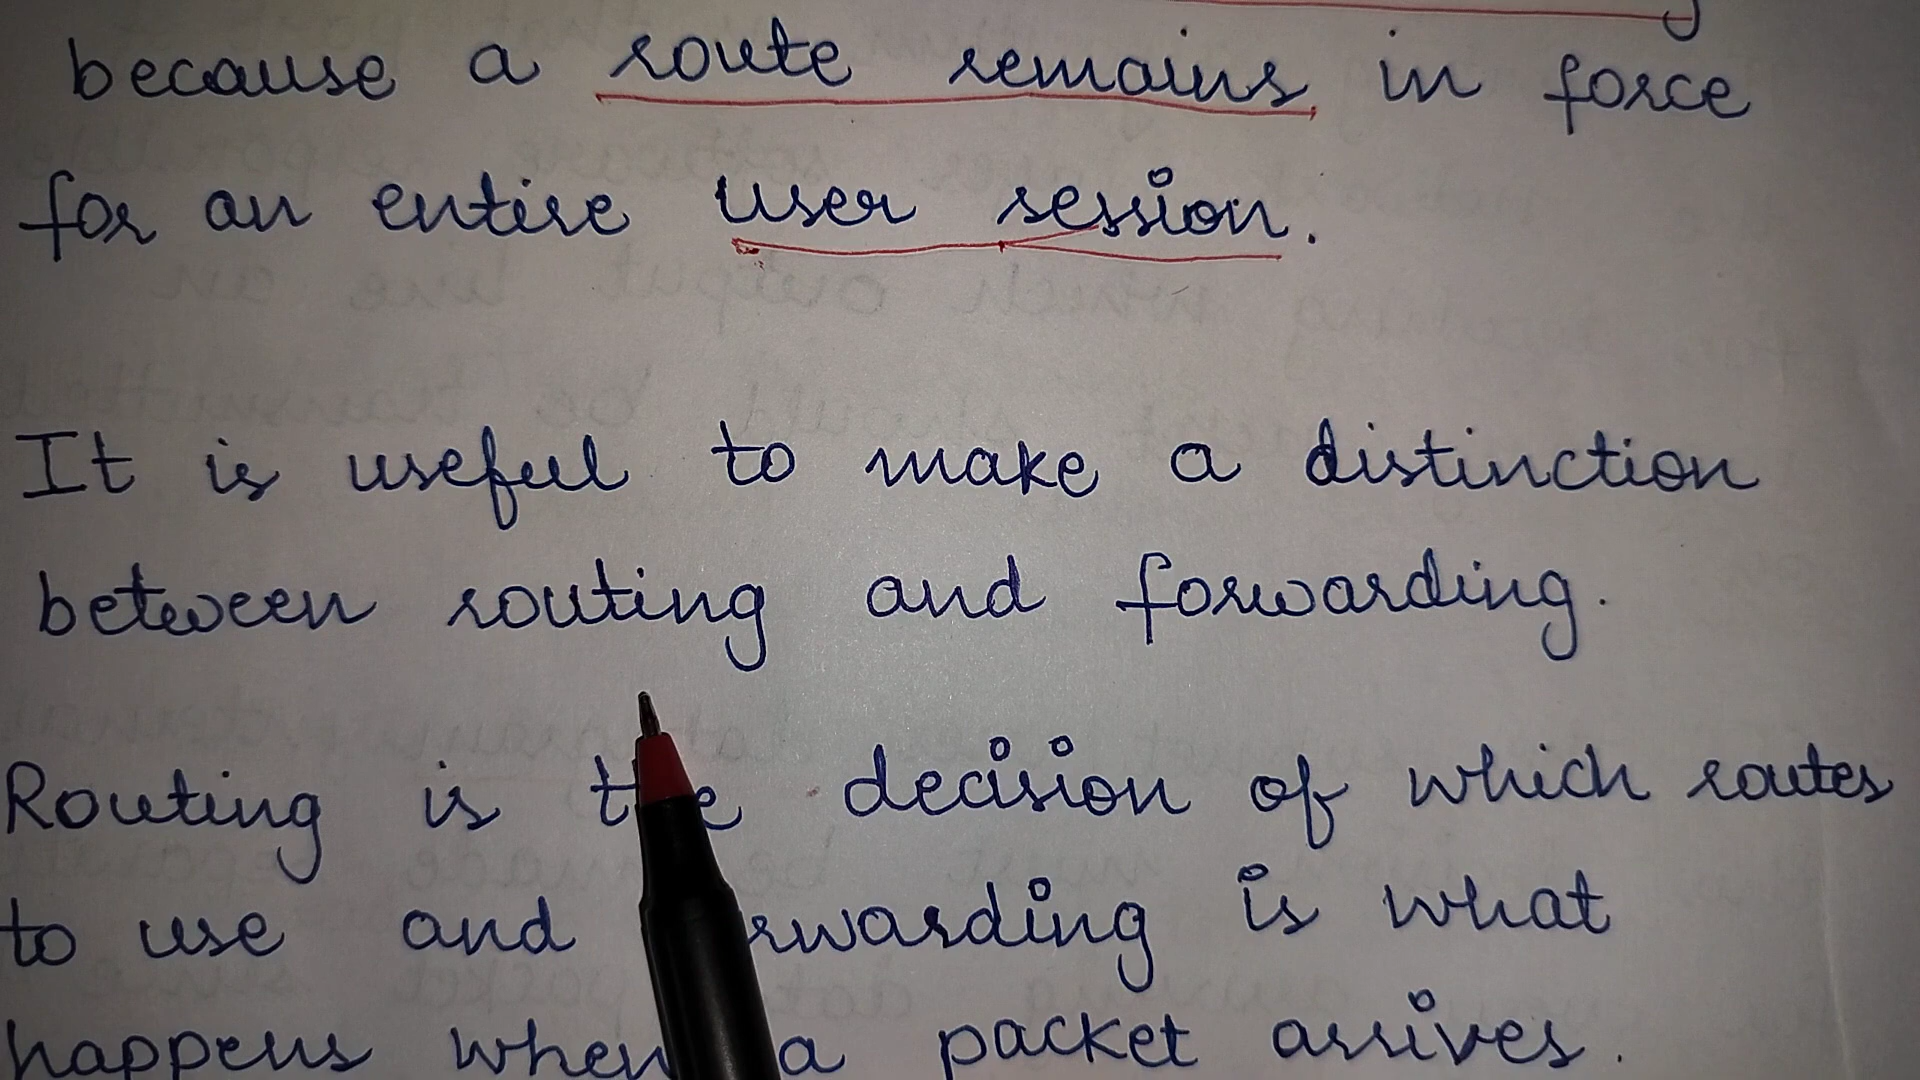 because a route remains in force
for an entire user session.
It is useful to make a distinction
between routing and forwarding.
Routing is the decision of which routes
to use and rwarding is what
happens when a packet arrives.